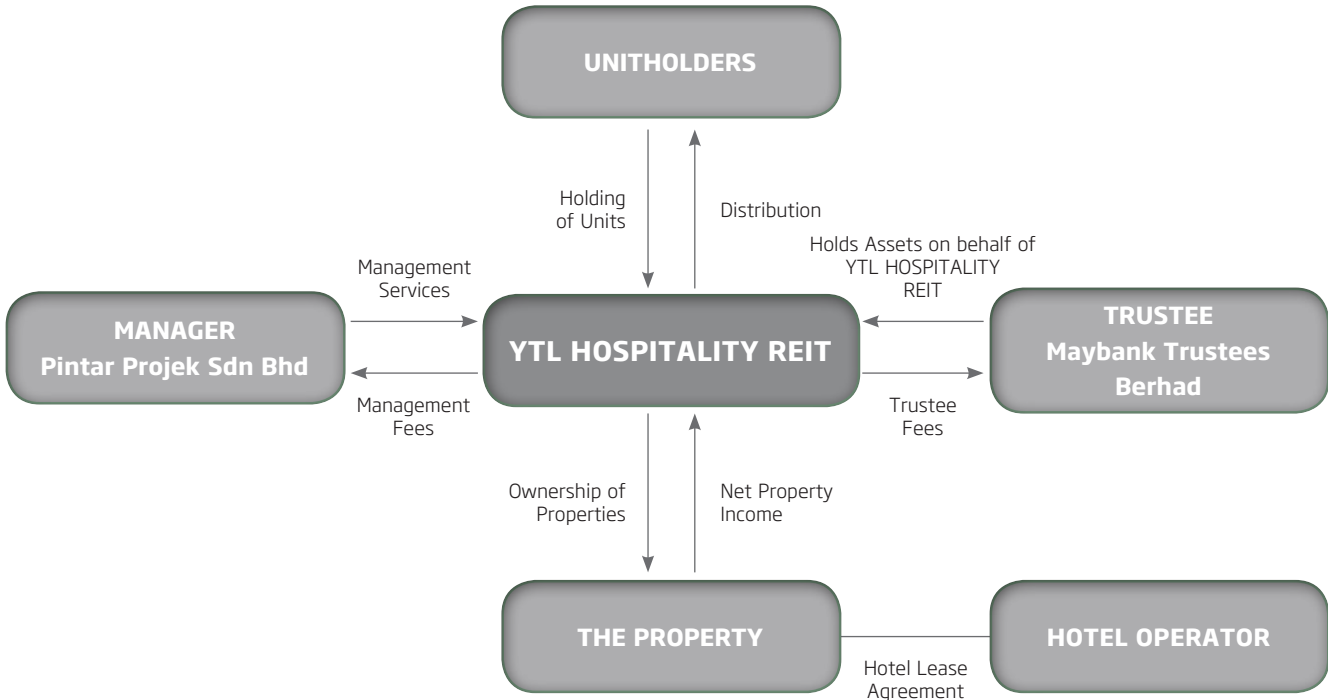 UNITHOLDERS
Holding
of Units
Distribution
Holds Assets on behalf of
YTL HOSPITALITY
REIT
Management
Services
MANAGER
Pintar Projek Sdn Bhd
YTL HOSPITALITY REIT
TRUSTEE
Maybank Trustees
Berhad
Management
Fees
Trustee
Fees
Ownership of
Properties
Net Property
Income
THE PROPERTY
HOTEL OPERATOR
Hotel Lease
Agreement